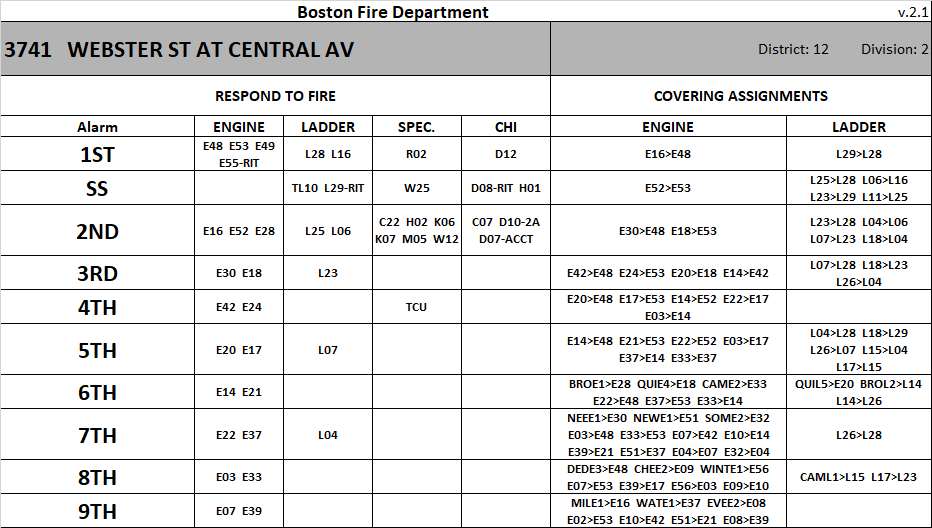 Boston Fire Department v.2.1
3741 WEBSTER ST AT CENTRAL AV District: 12 Division: 2
RESPOND TO FIRE COVERING ASSIGNMENTS
Alarm ENGINE LADDER SPEC. CHI ENGINE LADDER
1ST E48 E53 E49 L28 L16 R02 D12 E16>E48 L29>L28
E55-RIT
SS TL10 L29-RIT W25 D08-RIT H01 E52>E53 L25>L28 L06>L16
L23>L29 L11>L25
2ND E16 E52 E28 L25 L06 C22 H02 K06 C07 D10-2A E30>E48 E18>E53 L23>L28 L04>L06
K07 M05 W12 D07-ACCT L07>L23 L18>L04
3RD E30 E18 L23 E42>E48 E24>E53 E20>E18 E14>E42 L07>L28 L18>L23
L26>L04
4TH E42 E24 TCU E20>E48 E17>E53 E14>E52 E22>E17
E03>E14
5TH E20 E17 L07 E14>E48 E21>E53 E22>E52 E03>E17 L04>L28 L18>L29
E37>E14 E33>E37 L26>L07 L15>L04
L17>L15
6TH E14 E21 BROE1>E28 QUIE4>E18 CAME2>E33 QUIL5>E20 BROL2>L14
E22>E48 E37>E53 E33>E14 L14>L26
7TH E22 E37 L04 NEEE1>E30 NEWE1>E51 SOME2>E32 L26>L28
E03>E48 E33>E53 E07>E42 E10>E14
E39>E21 E51>E37 E04>E07 E32>E04
8TH E03 E33 DEDE3>E48 CHEE2>E09 WINTE1>E56 CAML1>L15 L17>L23
E07>E53 E39>E17 E56>E03 E09>E10
9TH E07 E39 MILE1>E16 WATE1>E37 EVEE2>E08
E02>E53 E10>E42 E51>E21 E08>E39